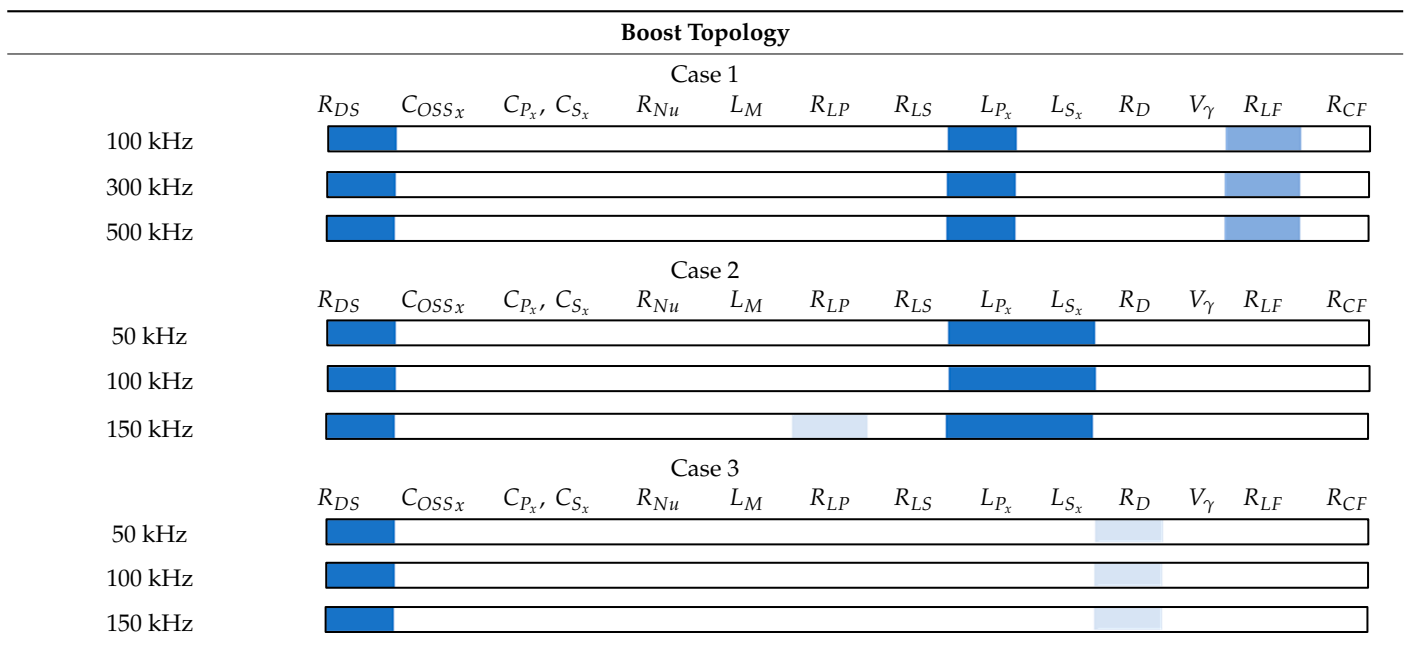 Boost Topology
Case 1
R_DS C_OSSx C_Px, C_Sx R_Nu L_M R_LP R_LS L_Px L_Sx R_D V_γ R_LF R_CF
100 kHz
300 kHz
500 kHz
Case 2
R_DS C_OSSx C_Px, C_Sx R_Nu L_M R_LP R_LS L_Px L_Sx R_D V_γ R_LF R_CF
50 kHz
100 kHz
150 kHz
Case 3
R_DS C_OSSx C_Px, C_Sx R_Nu L_M R_LP R_LS L_Px L_Sx R_D V_γ R_LF R_CF
50 kHz
100 kHz
150 kHz